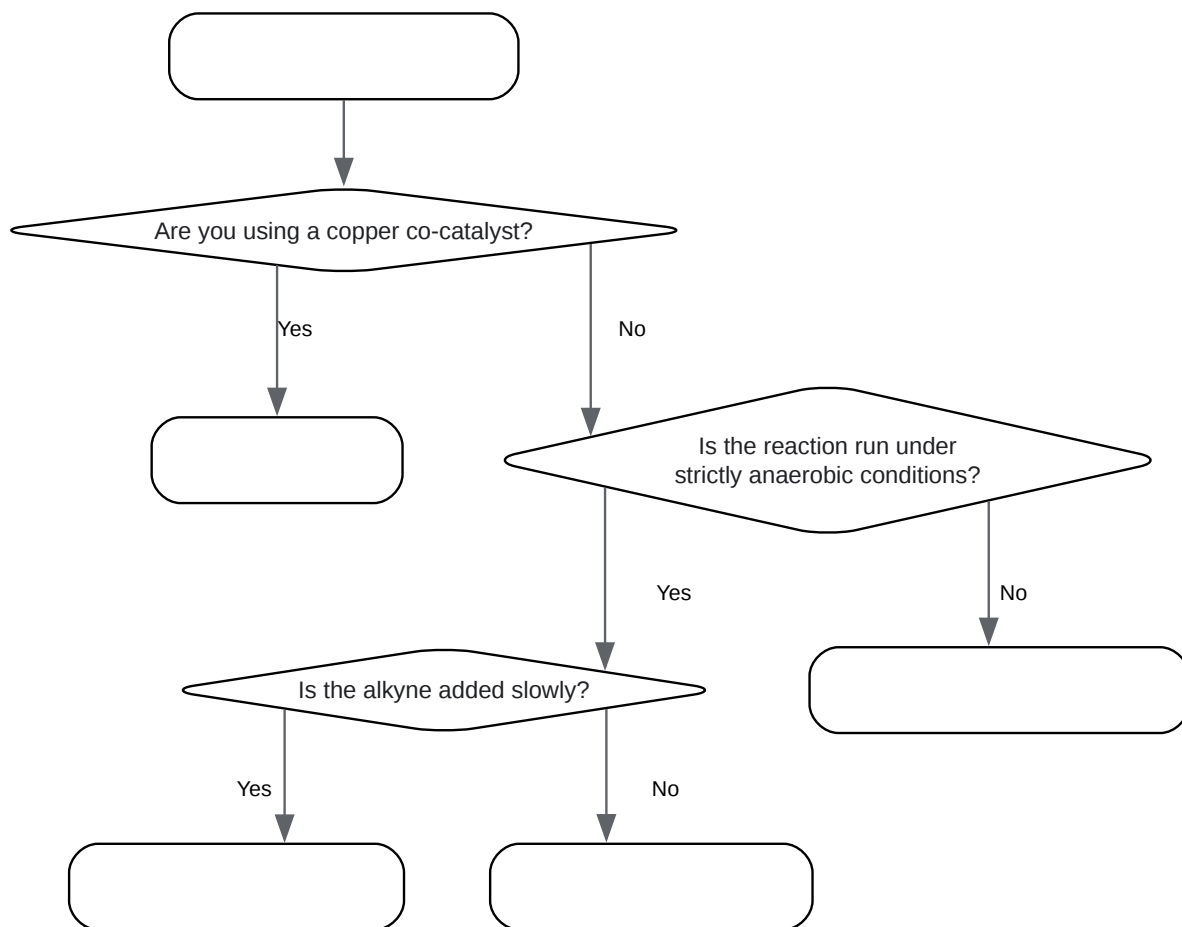 Are you using a copper co-catalyst?
Yes
No
Is the reaction run under
strictly anaerobic conditions?
Yes
No
Is the alkyne added slowly?
Yes
No